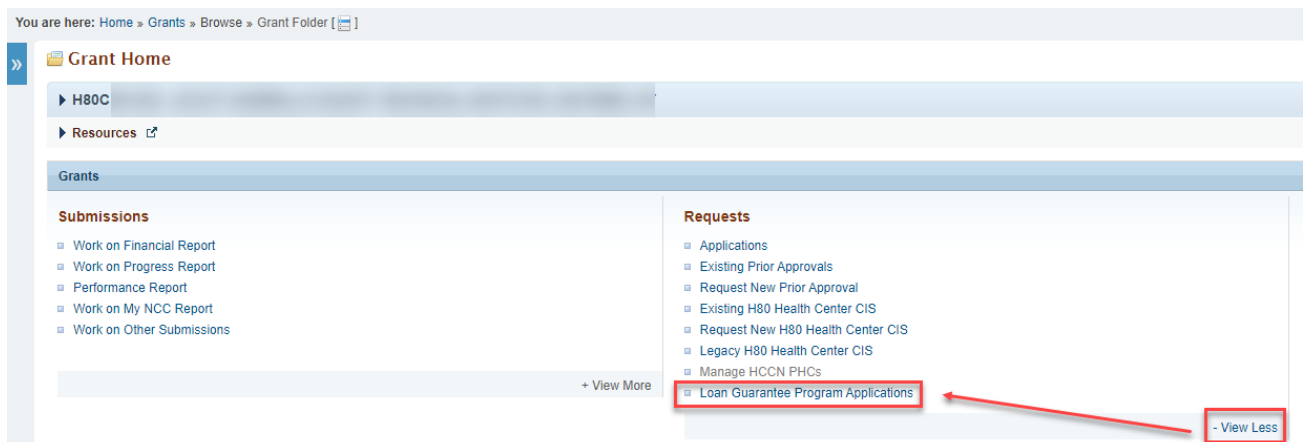 You are here: Home » Grants » Browse » Grant Folder [ ]
»
Grant Home
H80C
Resources
Grants
Submissions
Work on Financial Report
Work on Progress Report
Performance Report
Work on My NCC Report
Work on Other Submissions
+ View More
Requests
Applications
Existing Prior Approvals
Request New Prior Approval
Existing H80 Health Center CIS
Request New H80 Health Center CIS
Legacy H80 Health Center CIS
Manage HCCN PHCs
Loan Guarantee Program Applications
- View Less